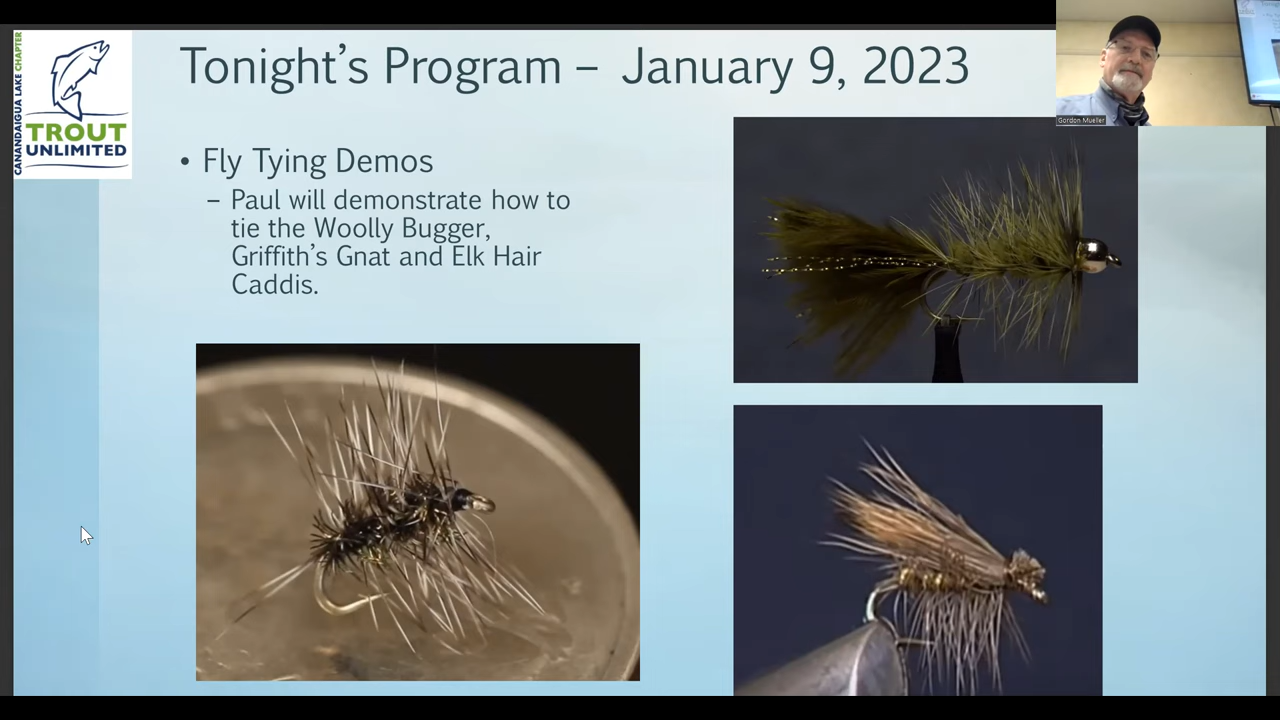 CANANDAIGUA LAKE CHAPTER
TROUT
UNLIMITED
Tonight's Program – January 9, 2023
Gordon Mueller
• Fly Tying Demos
– Paul will demonstrate how to
tie the Woolly Bugger,
Griffith's Gnat and Elk Hair
Caddis.